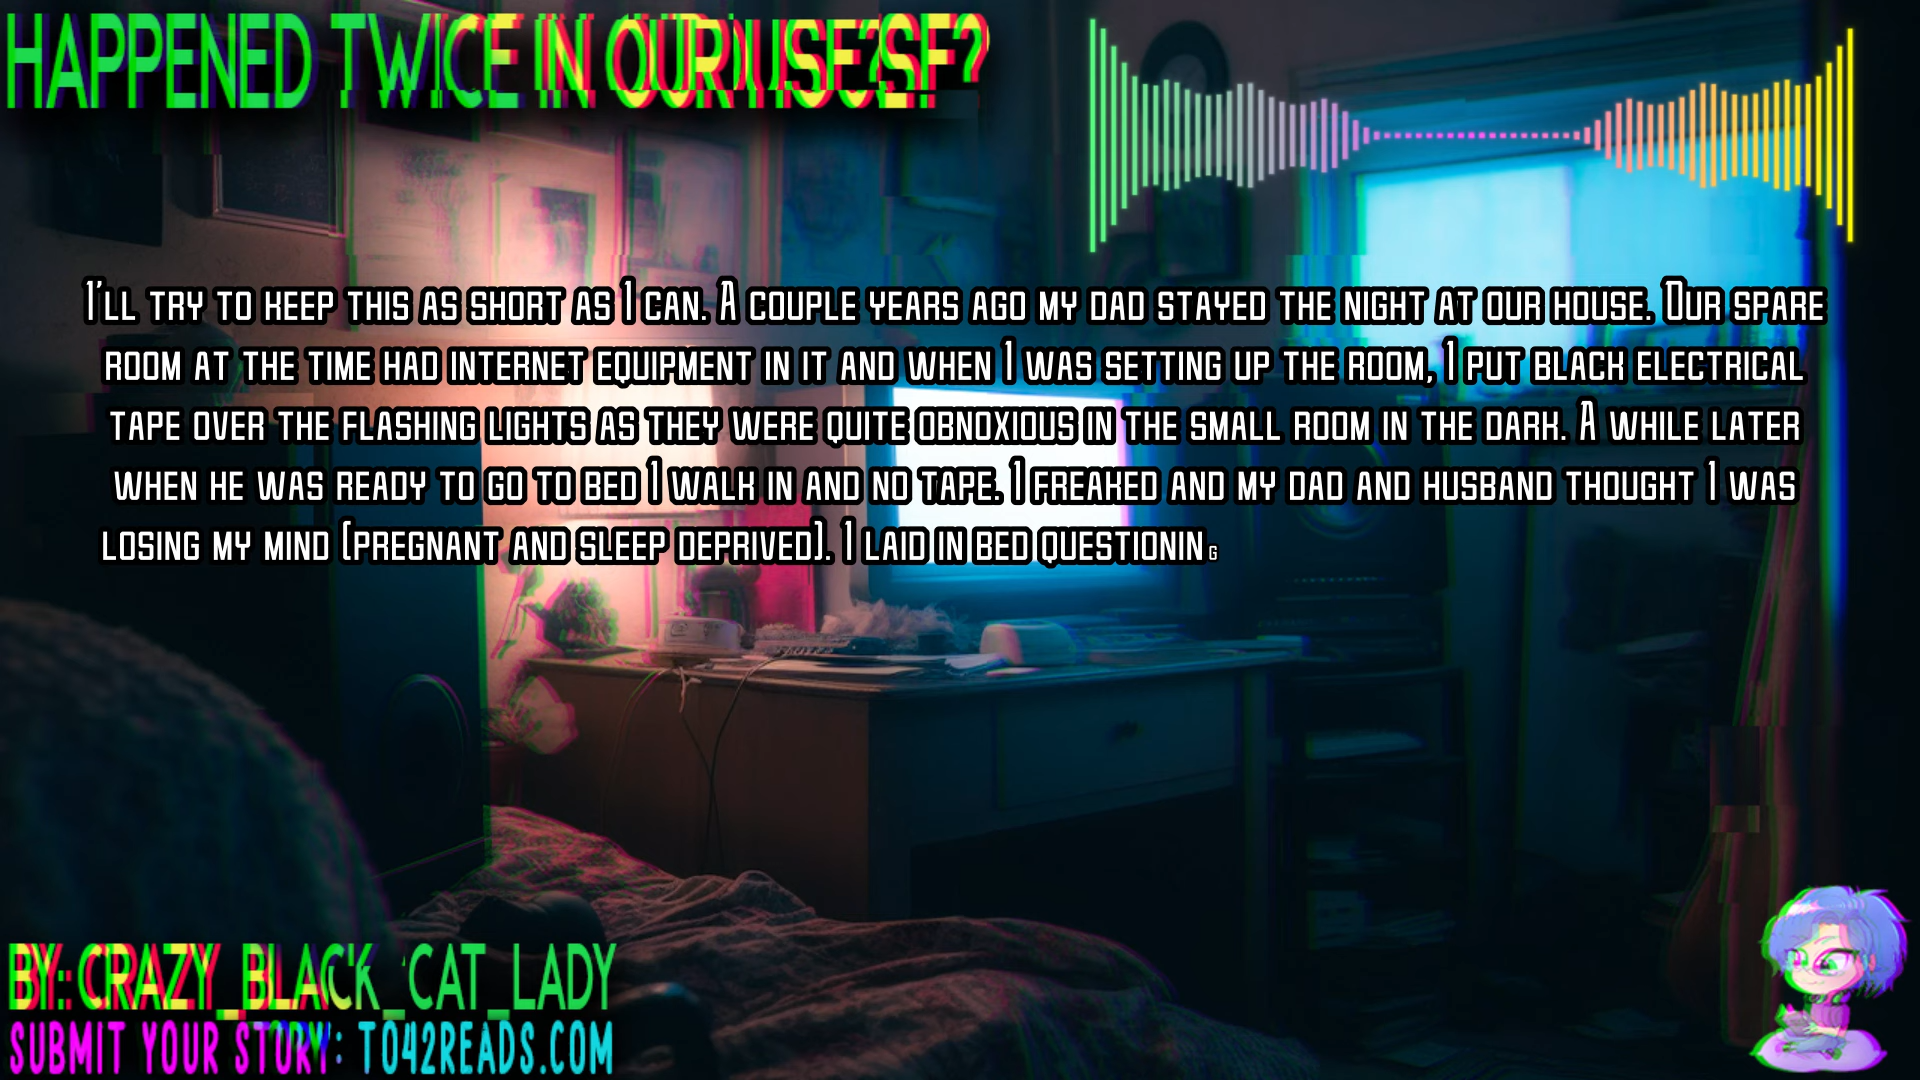 HAPPENED TWICE IN OUR
I'll try to keep this as short as I can. A couple years ago my dad stayed the night at our house. Our spare
room at the time had internet equipment in it and when I was setting up the room, I put black electrical
tape over the flashing lights as they were quite obnoxious in the small room in the dark. A while later
when he was ready to go to bed I walk in and no tape. I freaked and my dad and husband thought I was
losing my mind (pregnant and sleep deprived). I laid in bed questioning
BY: CRAZY_BLACK_CAT_LADY
SUBMIT YOUR STORY: TO42READS.COM